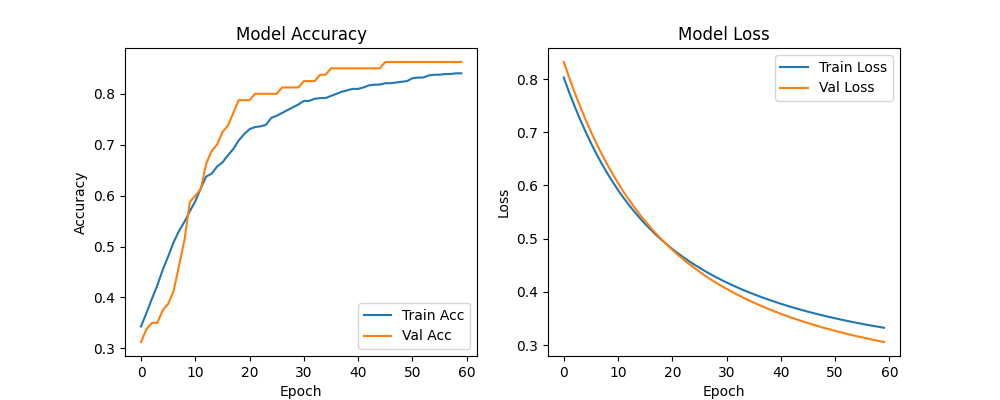 Model Accuracy
Accuracy
0.8
0.7
0.6
0.5
0.4
0.3
0 10 20 30 40 50 60
Epoch
Train Acc
Val Acc
Model Loss
Loss
0.8
0.7
0.6
0.5
0.4
0.3
0 10 20 30 40 50 60
Epoch
Train Loss
Val Loss